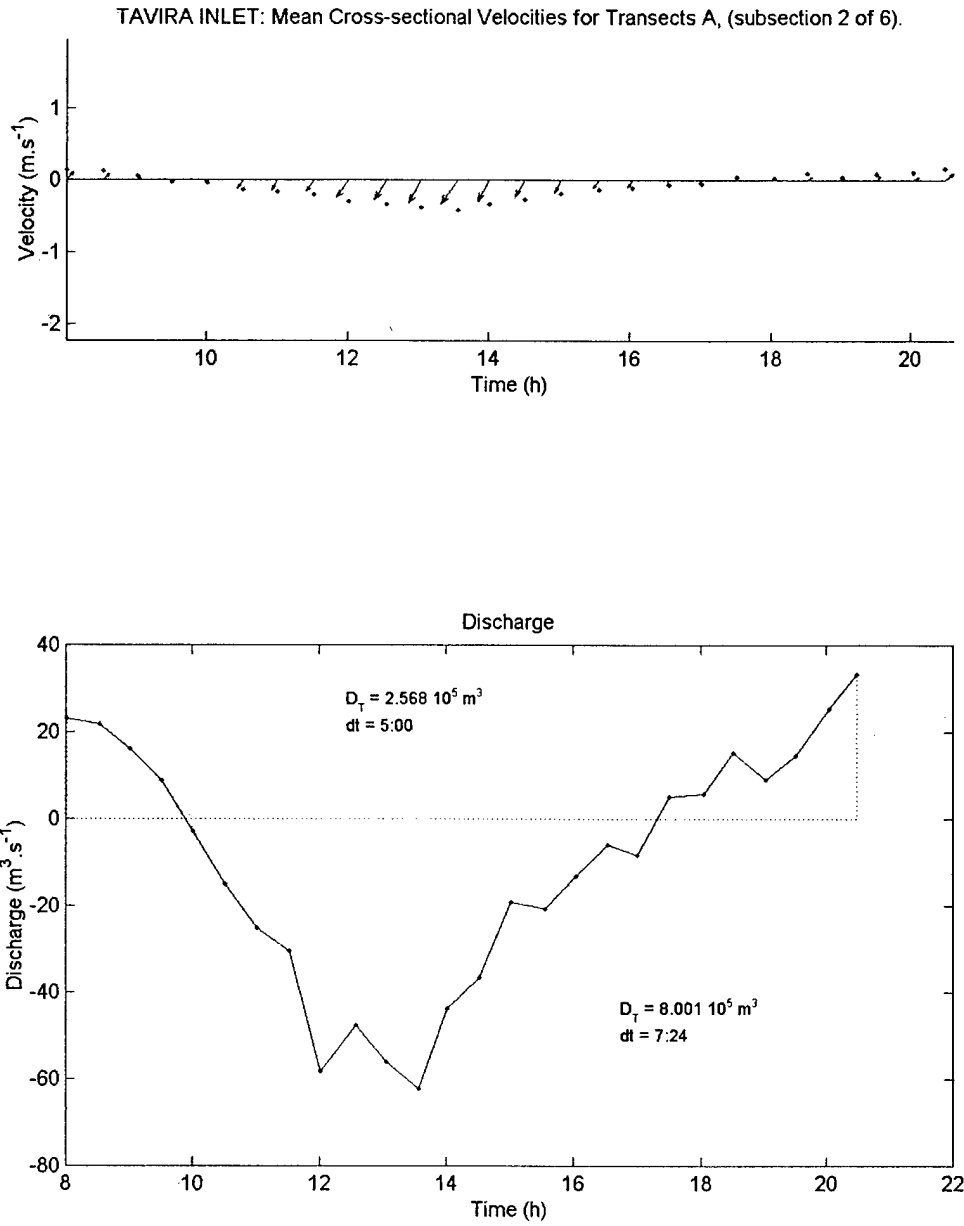 TAVIRA INLET: Mean Cross-sectional Velocities for Transects A, (subsection 2 of 6).
Velocity (m.s⁻¹)
1
0
-1
-2
10 12 14 16 18 20
Time (h)
Discharge
Discharge (m³.s⁻¹)
40
20
0
-20
-40
-60
-80
D_T = 2.568 10⁵ m³
dt = 5:00
D_T = 8.001 10⁵ m³
dt = 7:24
8 10 12 14 16 18 20 22
Time (h)